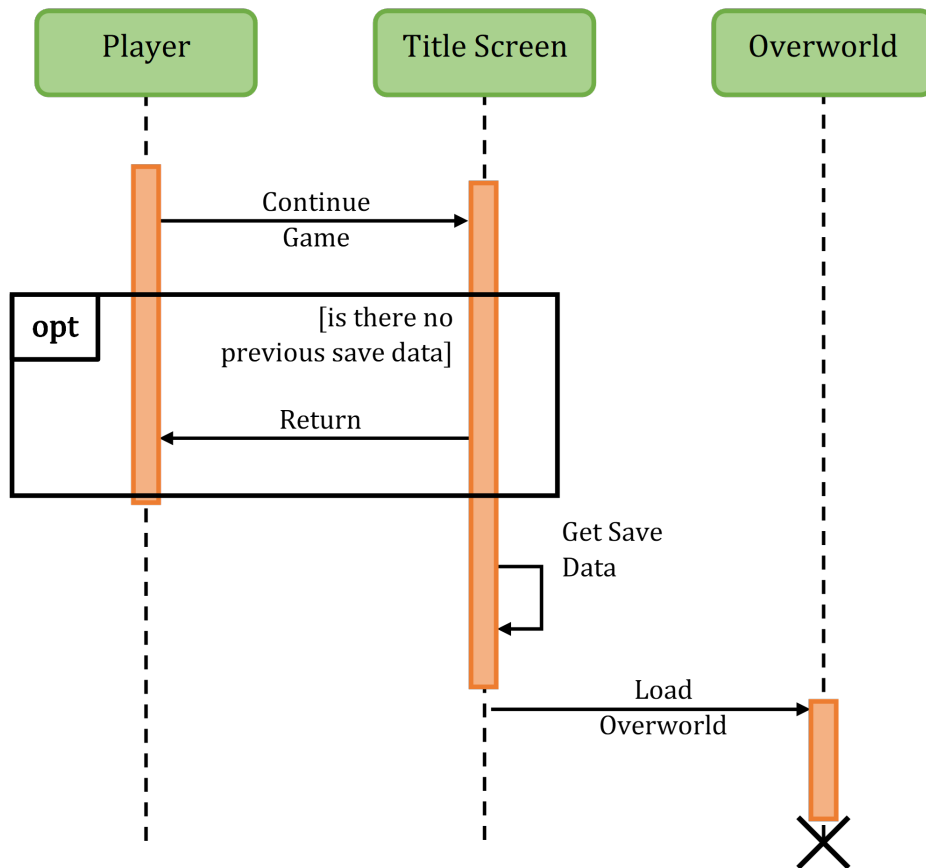 Player
Title Screen
Overworld
Continue
Game
opt
[is there no
previous save data]
Return
Get Save
Data
Load
Overworld